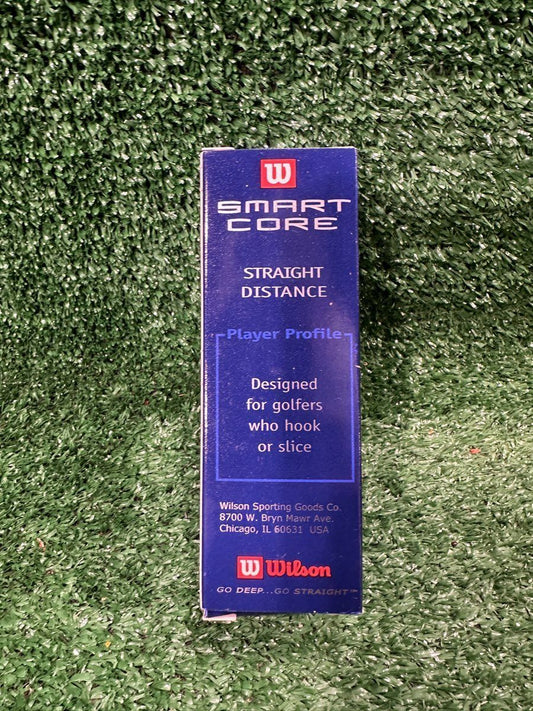 W
SMART
CORE
STRAIGHT
DISTANCE
Player Profile
Designed
for golfers
who hook
or slice
Wilson Sporting Goods Co.
8700 W. Bryn Mawr Ave.
Chicago, IL 60631 USA
W Wilson
GO DEEP...GO STRAIGHT™